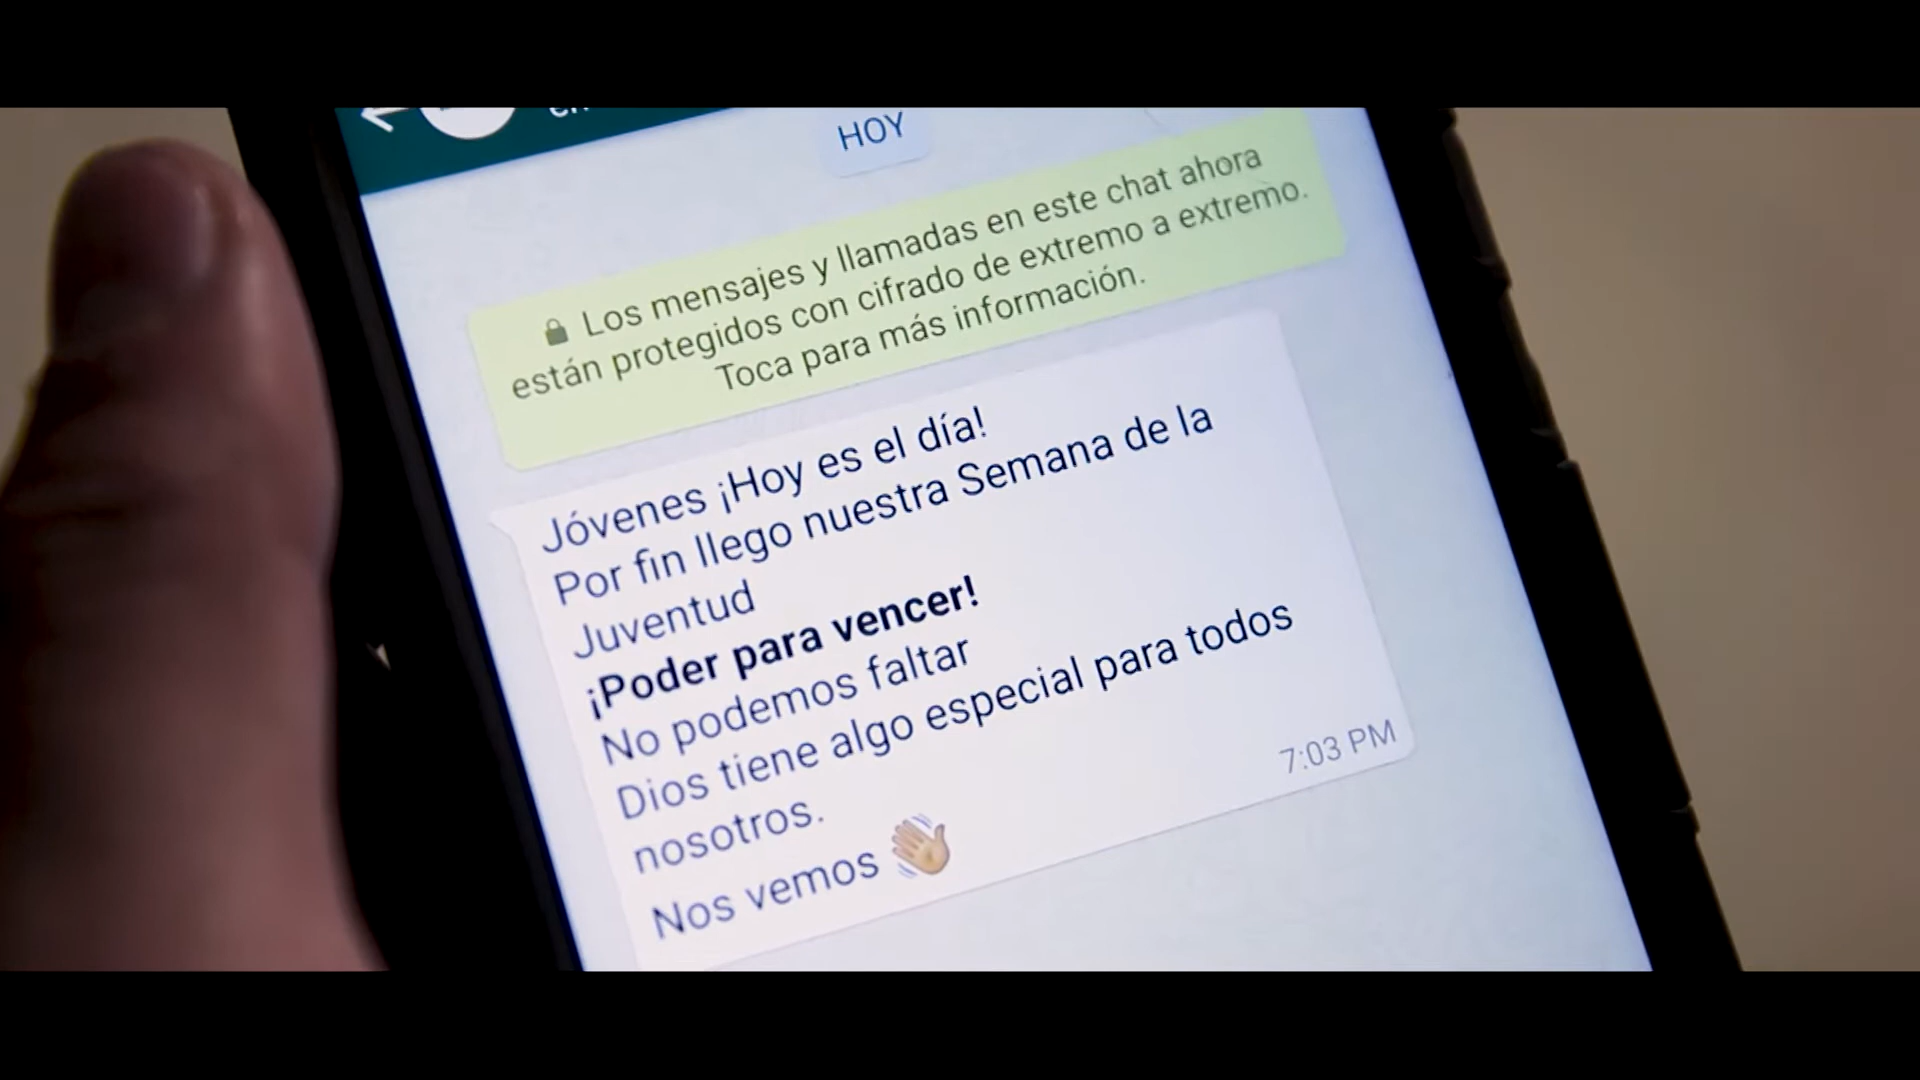 HOY
Los mensajes y llamadas en este chat ahora
están protegidos con cifrado de extremo a extremo.
Toca para más información.
Jóvenes ¡Hoy es el día!
Por fin llego nuestra Semana de la
Juventud
¡Poder para vencer!
No podemos faltar
Dios tiene algo especial para todos
nosotros.
Nos vemos 👋🏼
7:03 PM